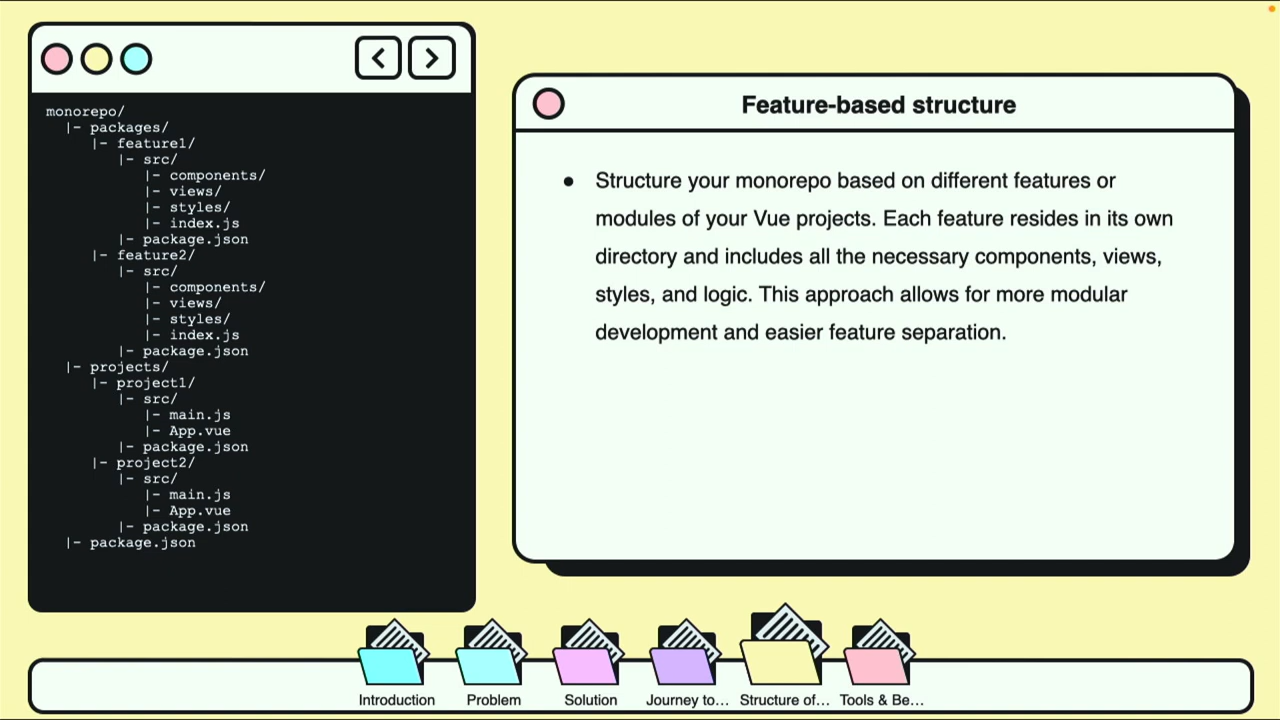 monorepo/
|- packages/
|- feature1/
|- src/
|- components/
|- views/
|- styles/
|- index.js
|- package.json
|- feature2/
|- src/
|- components/
|- views/
|- styles/
|- index.js
|- package.json
|- projects/
|- project1/
|- src/
|- main.js
|- App.vue
|- package.json
|- project2/
|- src/
|- main.js
|- App.vue
|- package.json
|- package.json
Feature-based structure
● Structure your monorepo based on different features or
modules of your Vue projects. Each feature resides in its own
directory and includes all the necessary components, views,
styles, and logic. This approach allows for more modular
development and easier feature separation.
Introduction
Problem
Solution
Journey to...
Structure of...
Tools & Be...